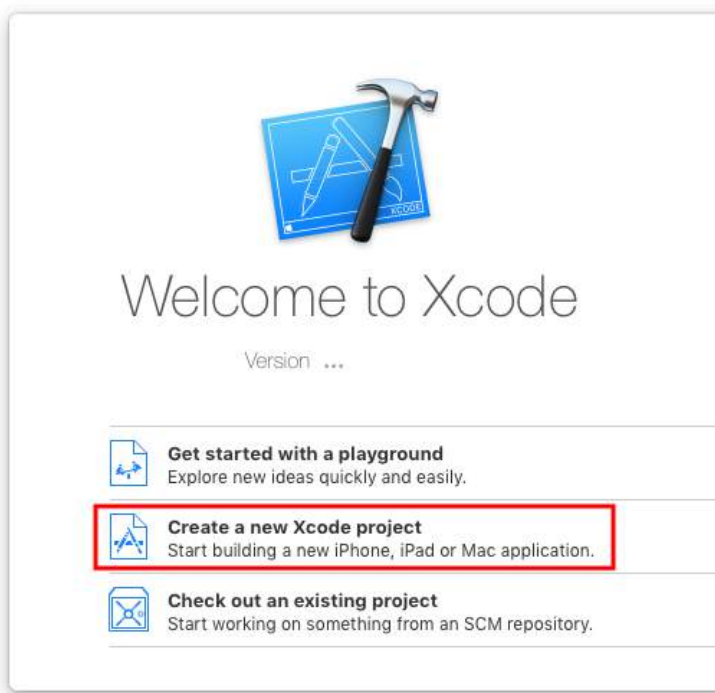 XCODE
Welcome to Xcode
Version ...
Get started with a playground
Explore new ideas quickly and easily.
Create a new Xcode project
Start building a new iPhone, iPad or Mac application.
Check out an existing project
Start working on something from an SCM repository.